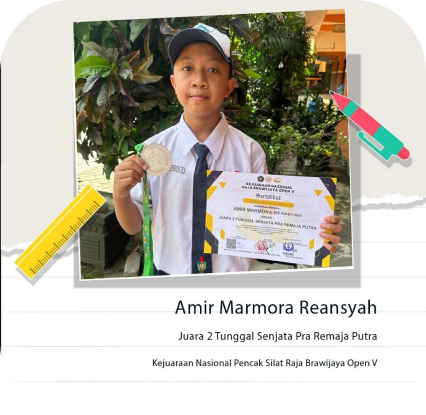 KEJUARAAN NASIONAL
RAJA BRAWIJAYA OPEN V
Sertifikat
AMIR MARMORA REANSYAH
JUARA 2 TUNGGAL SENJATA PRA REMAJA PUTRA
Amir Marmora Reansyah
Juara 2 Tunggal Senjata Pra Remaja Putra
Kejuaraan Nasional Pencak Silat Raja Brawijaya Open V